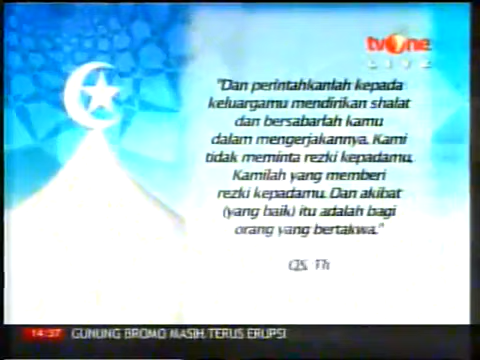 tvOne
LIVE
"Dan perintahkanlah kepada
keluargamu mendirikan shalat
dan bersabarlah kamu
dalam mengerjakannya. Kami
tidak meminta rezki kepadamu.
Kamilah yang memberi
rezki kepadamu. Dan akibat
(yang baik) itu adalah bagi
orang yang bertakwa."
QS. Th
14:37 GUNUNG BROMO MASIH TERUS ERUPSI